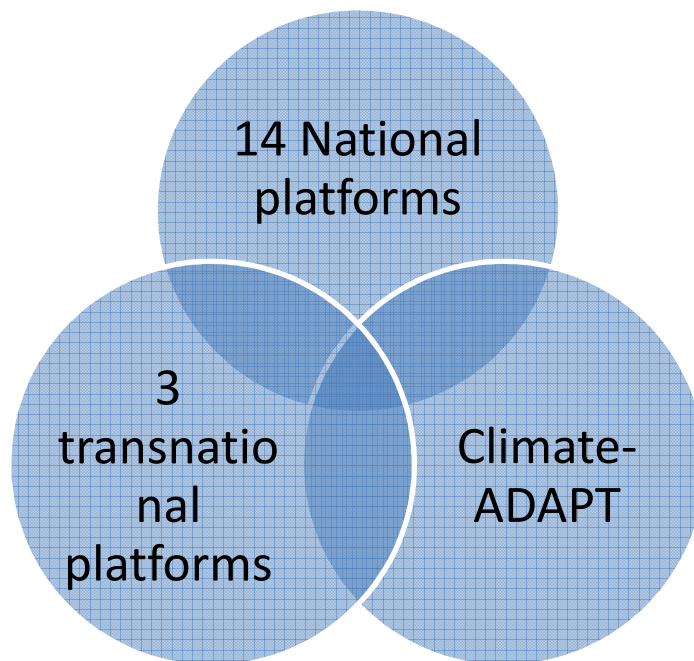 14 National
platforms
3
transnatio
nal
platforms
Climate-
ADAPT